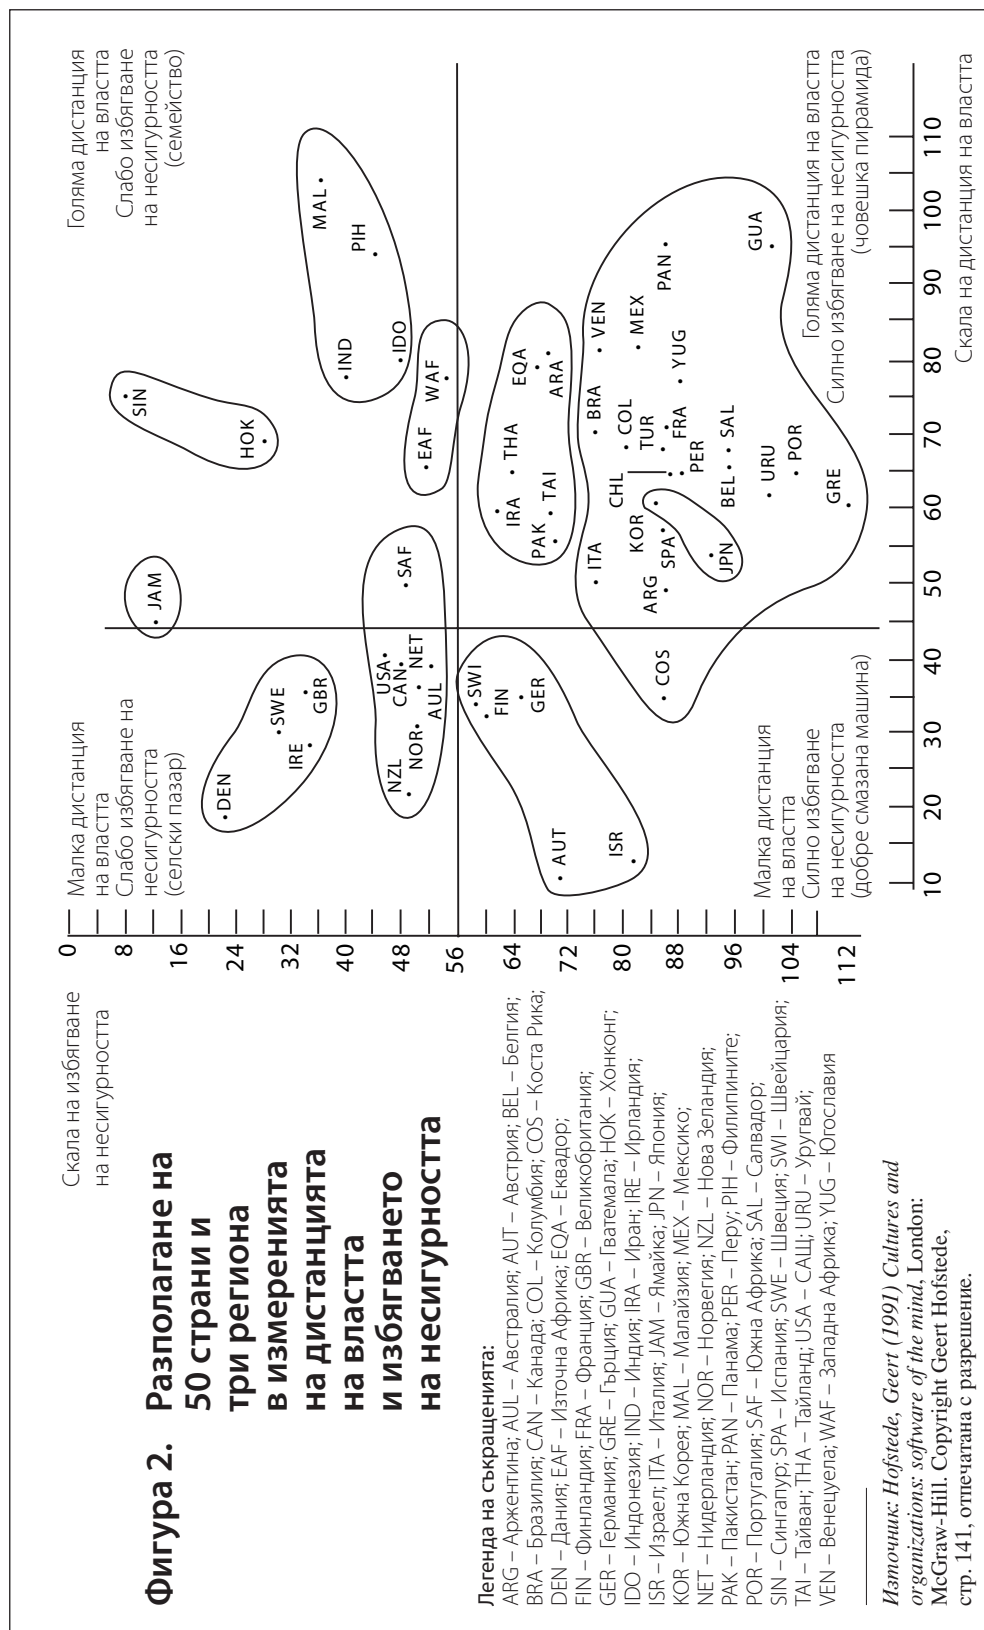 Фигура 2. Разполагане на
50 страни и
три региона
в измеренията
на дистанцията
на властта
и избягването
на несигурността
Легенда на съкращенията:
ARG – Аржентина; AUL – Австралия; AUT – Австрия; BEL – Белгия;
BRA – Бразилия; CAN – Канада; COL – Колумбия; COS – Коста Рика;
DEN – Дания; EAF – Източна Африка; EQA – Еквадор;
FIN – Финландия; FRA – Франция; GBR – Великобритания;
GER – Германия; GRE – Гърция; GUA – Гватемала; HOK – Хонконг;
IDO – Индонезия; IND – Индия; IRA – Иран; IRE – Ирландия;
ISR – Израел; ITA – Италия; JAM – Ямайка; JPN – Япония;
KOR – Южна Корея; MAL – Малайзия; MEX – Мексико;
NET – Нидерландия; NOR – Норвегия; NZL – Нова Зеландия;
PAK – Пакистан; PAN – Панама; PER – Перу; PIH – Филипините;
POR – Португалия; SAF – Южна Африка; SAL – Салвадор;
SIN – Сингапур; SPA – Испания; SWE – Швеция; SWI – Швейцария;
TAI – Тайван; THA – Тайланд; USA – САЩ; URU – Уругвай;
VEN – Венецуела; WAF – Западна Африка; YUG – Югославия
Източник: Hofstede, Geert (1991) Cultures and
organizations: software of the mind, London:
McGraw-Hill. Copyright Geert Hofstede,
стр. 141, отпечатана с разрешение.
Скала на избягване
на несигурността
0
8
16
24
32
40
48
56
64
72
80
88
96
104
112
Малка дистанция
на властта
Слабо избягване на
несигурността
(селски пазар)
Голяма дистанция
на властта
Слабо избягване
на несигурността
(семейство)
DEN
SWE
IRE
GBR
JAM
SIN
HOK
MAL
PIH
IND
IDO
WAF
EAF
SAF
USA
CAN
NET
NZL
NOR
AUL
SWI
FIN
GER
AUT
ISR
EQA
ARA
THA
IRA
TAI
PAK
VEN
MEX
PAN
GUA
BRA
COL
TUR
YUG
FRA
CHL
PER
ITA
KOR
SPA
ARG
JPN
BEL
SAL
URU
POR
GRE
COS
Малка дистанция
на властта
Силно избягване
на несигурността
(добре смазана машина)
Голяма дистанция на властта
Силно избягване на несигурността
(човешка пирамида)
10
20
30
40
50
60
70
80
90
100
110
Скала на дистанция на властта